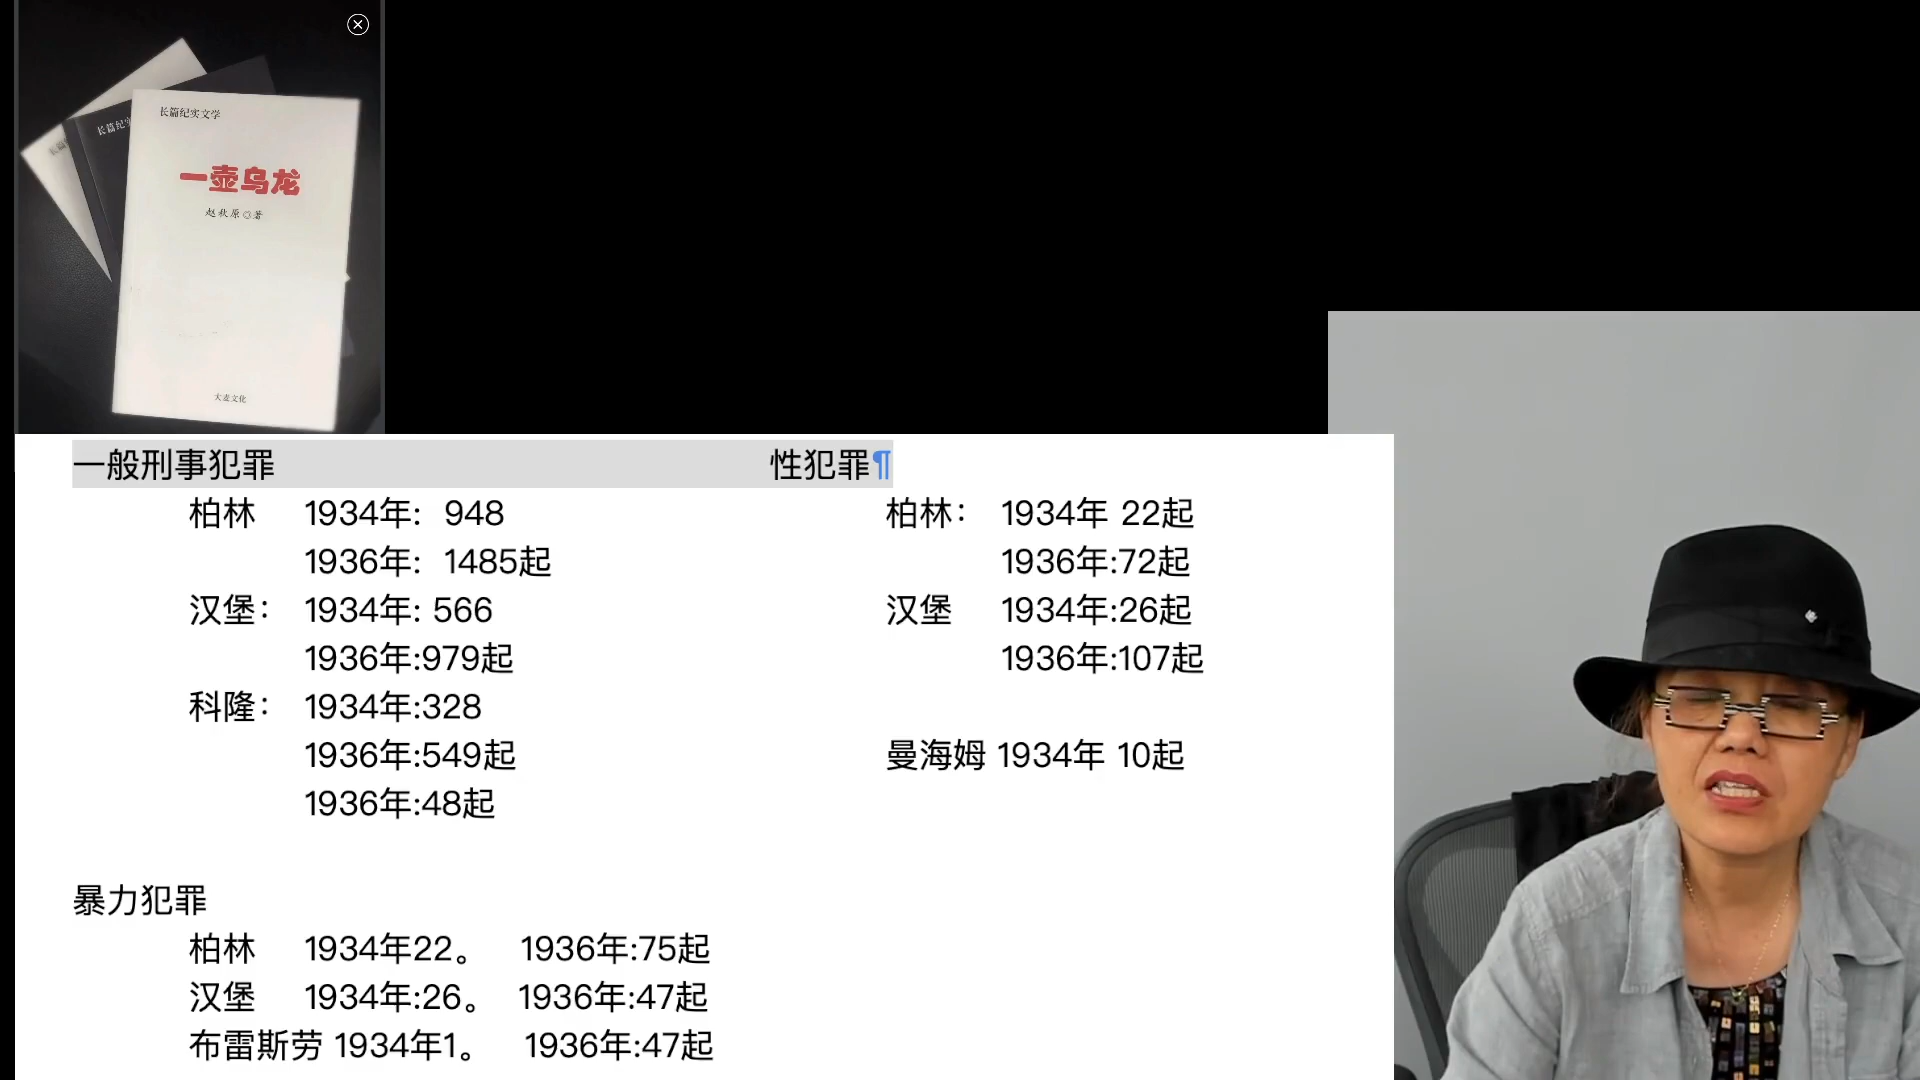 长篇纪实文学
一壶乌龙
赵秋原◎著
大麦文化
长篇纪实
长篇
一般刑事犯罪 性犯罪¶
柏林 1934年: 948 柏林： 1934年 22起
1936年: 1485起 1936年:72起
汉堡： 1934年: 566 汉堡 1934年:26起
1936年:979起 1936年:107起
科隆： 1934年:328
1936年:549起 曼海姆 1934年 10起
1936年:48起
暴力犯罪
柏林 1934年22。 1936年:75起
汉堡 1934年:26。 1936年:47起
布雷斯劳 1934年1。 1936年:47起